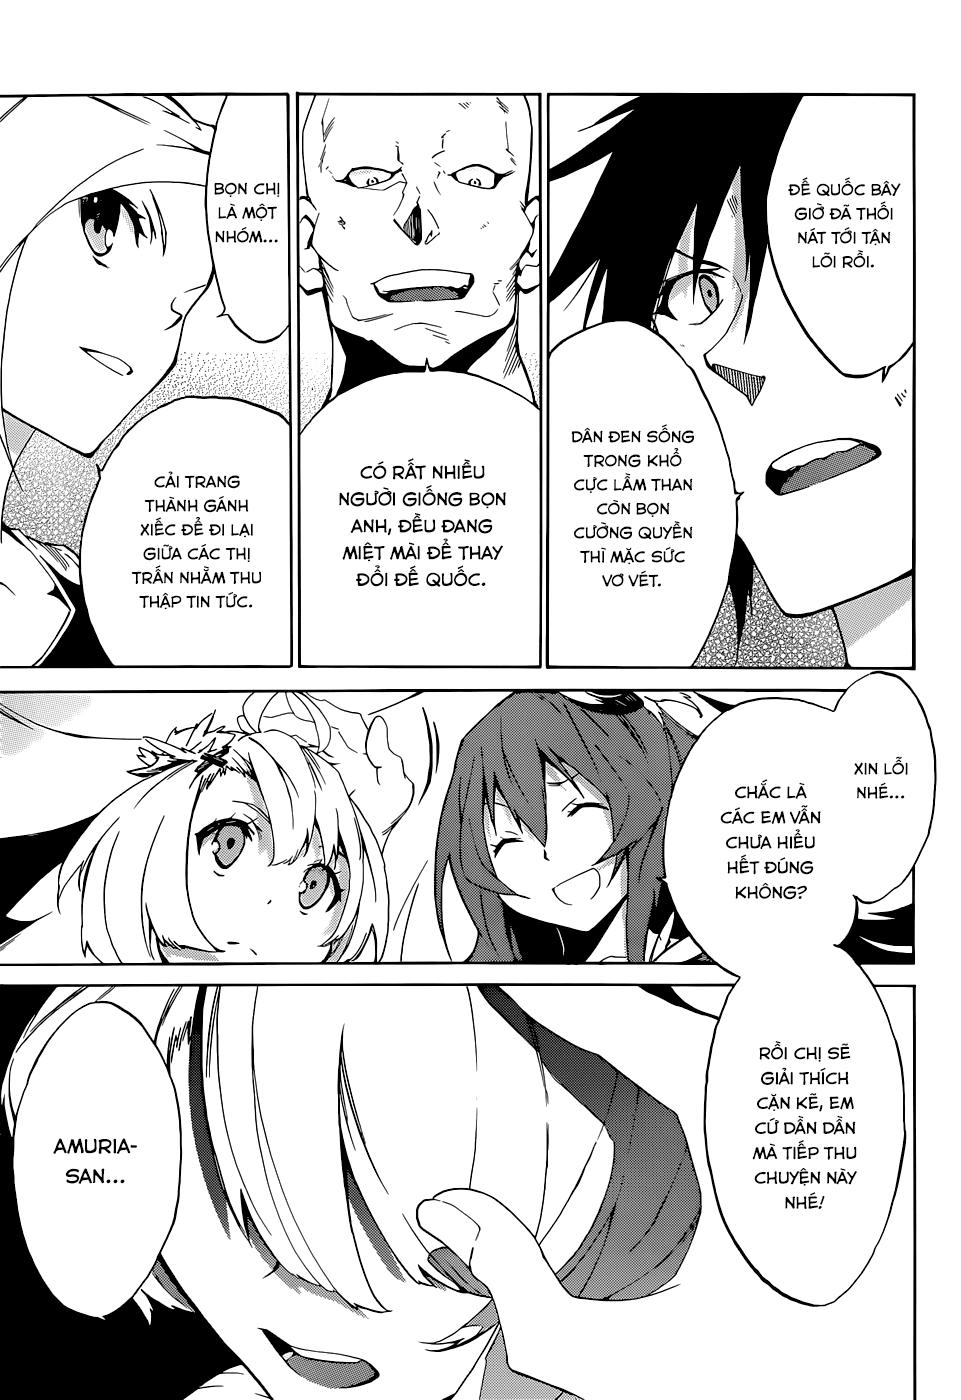 ĐẾ QUỐC BÂY
GIỜ ĐÃ THỐI
NÁT TỚI TẬN
LÕI RỒI.
DÂN ĐEN SỐNG
TRONG KHỔ
CỰC LẦM THAN
CÒN BỌN
CƯỜNG QUYỀN
THÌ MẶC SỨC
VƠ VÉT.
CÓ RẤT NHIỀU
NGƯỜI GIỐNG BỌN
ANH, ĐỀU ĐANG
MIỆT MÀI ĐỂ THAY
ĐỔI ĐẾ QUỐC.
BỌN CHỊ
LÀ MỘT
NHÓM...
CẢI TRANG
THÀNH GÁNH
XIẾC ĐỂ ĐI LẠI
GIỮA CÁC THỊ
TRẤN NHẰM THU
THẬP TIN TỨC.
XIN LỖI
NHÉ...
CHẮC LÀ
CÁC EM VẪN
CHƯA HIỂU
HẾT ĐÚNG
KHÔNG?
RỒI CHỊ SẼ
GIẢI THÍCH
CẶN KẼ, EM
CỨ DẦN DẦN
MÀ TIẾP THU
CHUYỆN NÀY
NHÉ!
AMURIA-
SAN...